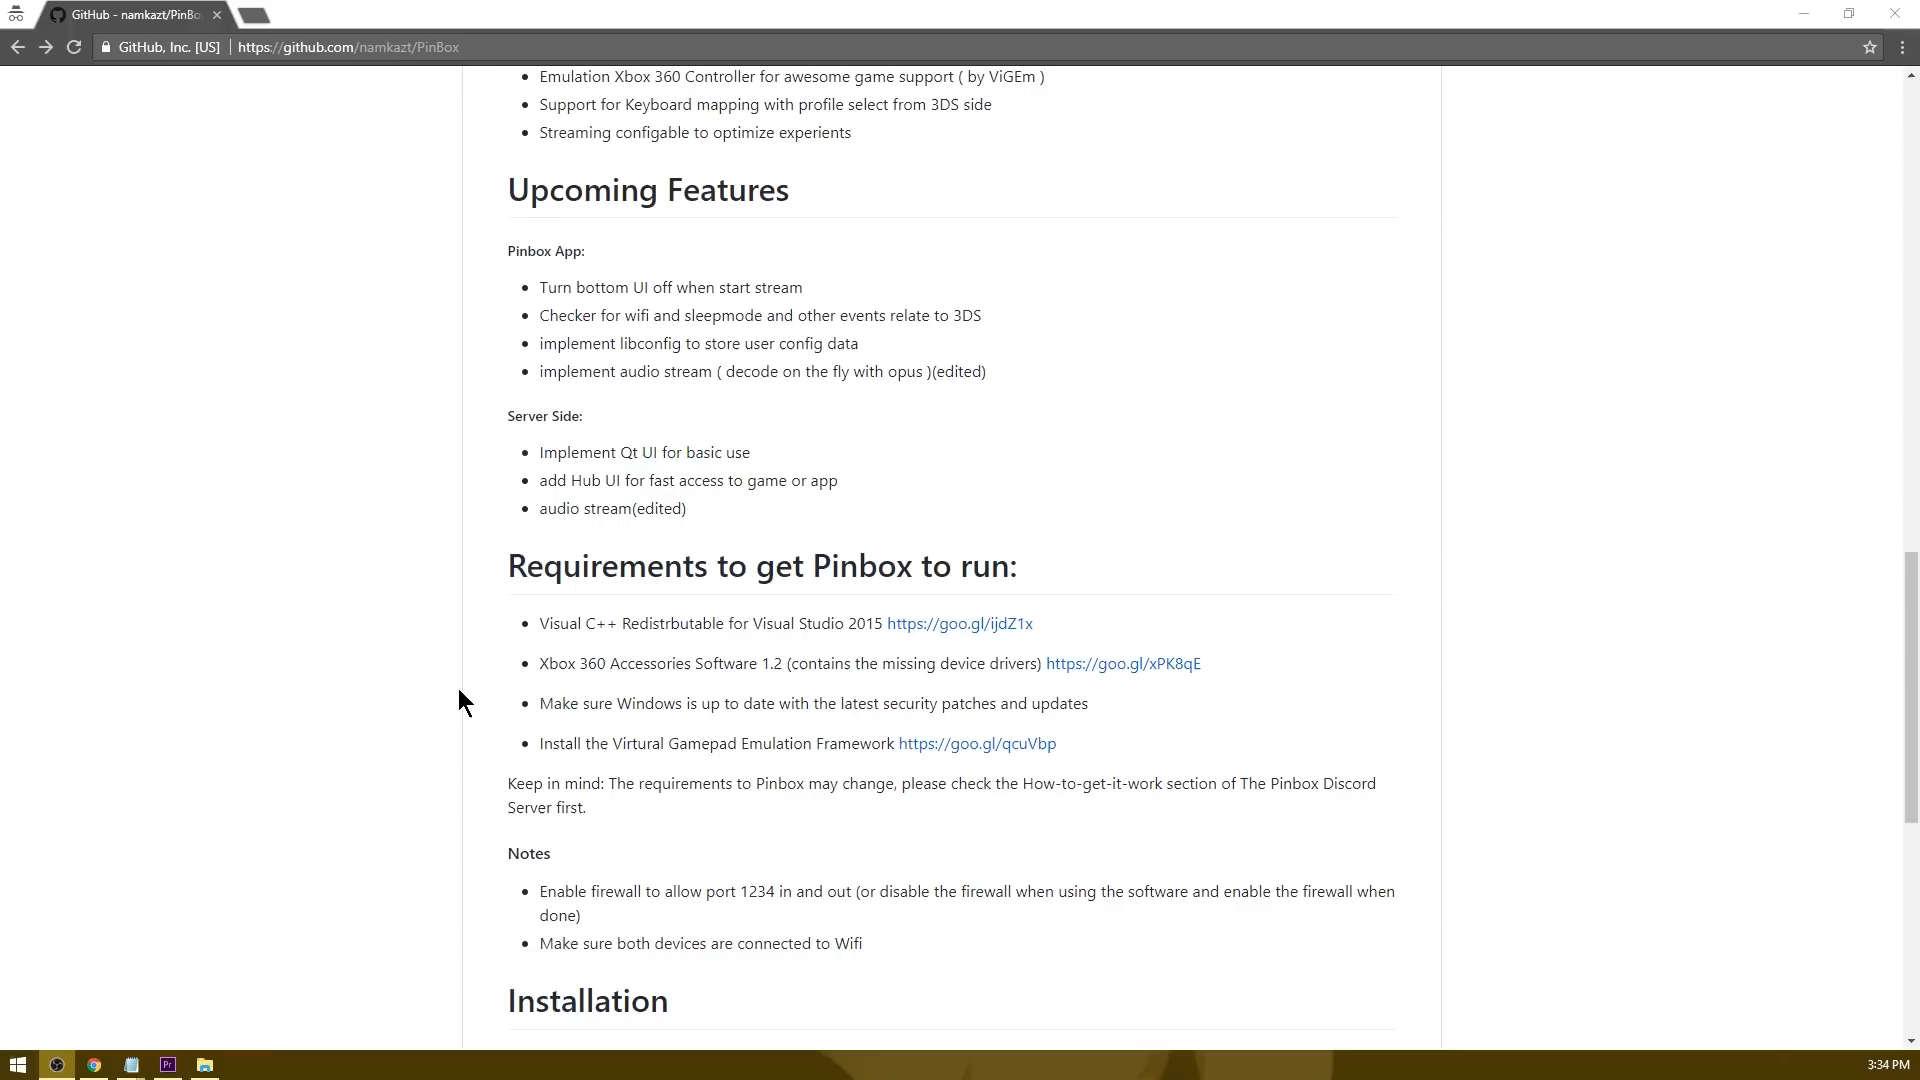 GitHub - namkazt/PinBo
GitHub, Inc. [US] https://github.com/namkazt/PinBox
Emulation Xbox 360 Controller for awesome game support ( by ViGEm )
Support for Keyboard mapping with profile select from 3DS side
Streaming configable to optimize experients
Upcoming Features
Pinbox App:
Turn bottom UI off when start stream
Checker for wifi and sleepmode and other events relate to 3DS
implement libconfig to store user config data
implement audio stream ( decode on the fly with opus )(edited)
Server Side:
Implement Qt UI for basic use
add Hub UI for fast access to game or app
audio stream(edited)
Requirements to get Pinbox to run:
Visual C++ Redistrbutable for Visual Studio 2015 https://goo.gl/ijdZ1x
Xbox 360 Accessories Software 1.2 (contains the missing device drivers) https://goo.gl/xPK8qE
Make sure Windows is up to date with the latest security patches and updates
Install the Virtural Gamepad Emulation Framework https://goo.gl/qcuVbp
Keep in mind: The requirements to Pinbox may change, please check the How-to-get-it-work section of The Pinbox Discord
Server first.
Notes
Enable firewall to allow port 1234 in and out (or disable the firewall when using the software and enable the firewall when
done)
Make sure both devices are connected to Wifi
Installation
Pr
3:34 PM